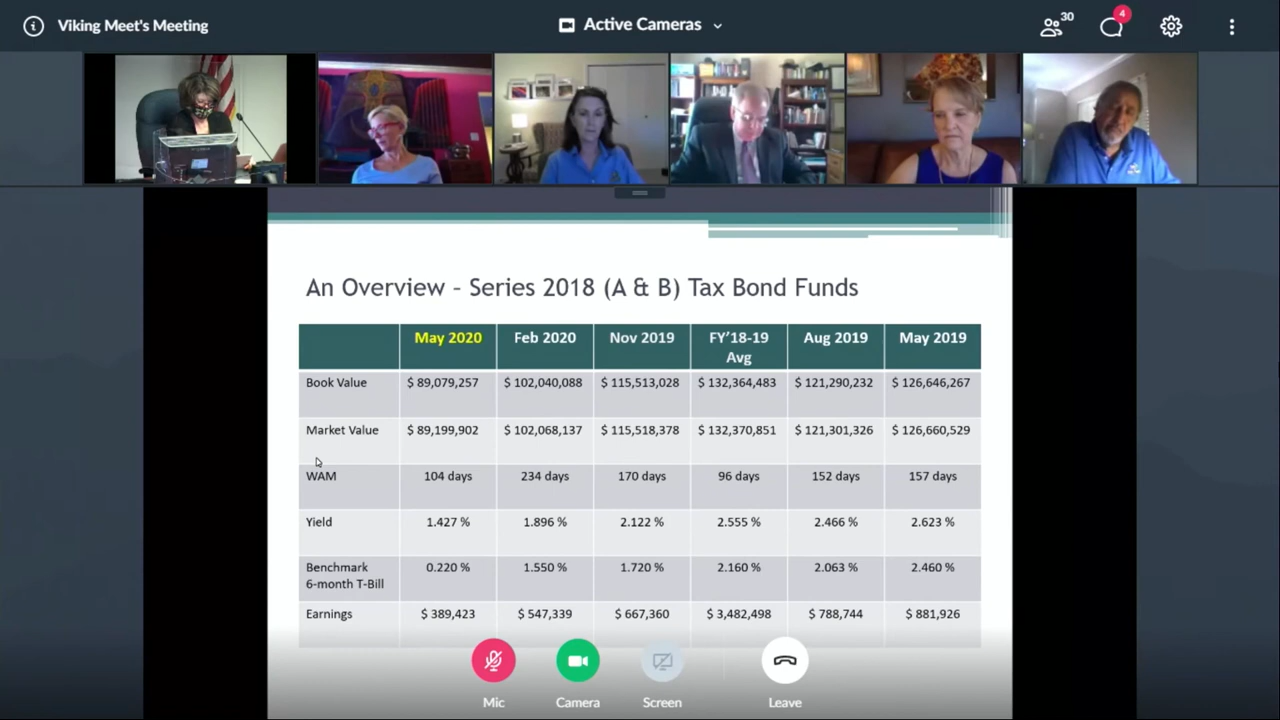 Viking Meet's Meeting
Active Cameras
30
4
An Overview – Series 2018 (A & B) Tax Bond Funds
May 2020 Feb 2020 Nov 2019 FY'18-19 Avg Aug 2019 May 2019
Book Value $ 89,079,257 $ 102,040,088 $ 115,513,028 $ 132,364,483 $ 121,290,232 $ 126,646,267
Market Value $ 89,199,902 $ 102,068,137 $ 115,518,378 $ 132,370,851 $ 121,301,326 $ 126,660,529
WAM 104 days 234 days 170 days 96 days 152 days 157 days
Yield 1.427 % 1.896 % 2.122 % 2.555 % 2.466 % 2.623 %
Benchmark 6-month T-Bill 0.220 % 1.550 % 1.720 % 2.160 % 2.063 % 2.460 %
Earnings $ 389,423 $ 547,339 $ 667,360 $ 3,482,498 $ 788,744 $ 881,926
Mic Camera Screen Leave